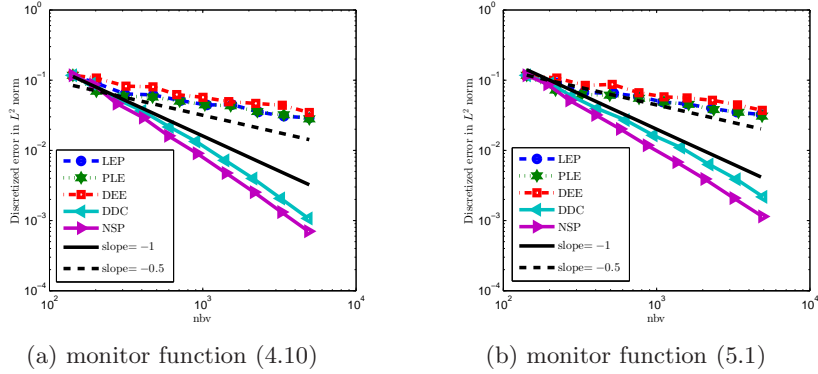 10^0
10^−1
10^−2
10^−3
10^−4
Discretized error in L^2 norm
LEP
PLE
DEE
DDC
NSP
slope= −1
slope= −0.5
10^2
10^3
10^4
nbv
(a) monitor function (4.10)
10^0
10^−1
10^−2
10^−3
10^−4
Discretized error in L^2 norm
LEP
PLE
DEE
DDC
NSP
slope= −1
slope= −0.5
10^2
10^3
10^4
nbv
(b) monitor function (5.1)